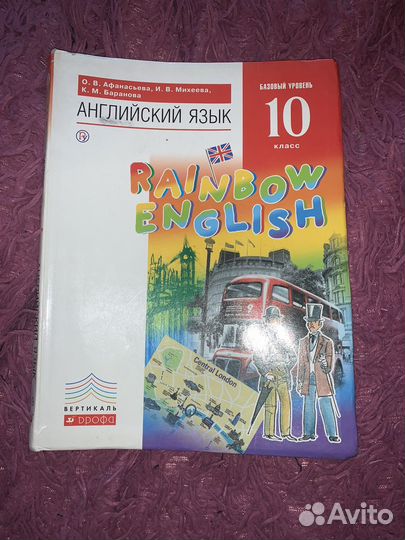 О. В. Афанасьева, И. В. Михеева,
К. М. Баранова
АНГЛИЙСКИЙ ЯЗЫК
БАЗОВЫЙ УРОВЕНЬ
10
класс
RAINBOW
ENGLISH
Central London
ВЕРТИКАЛЬ
дрофа
Avito